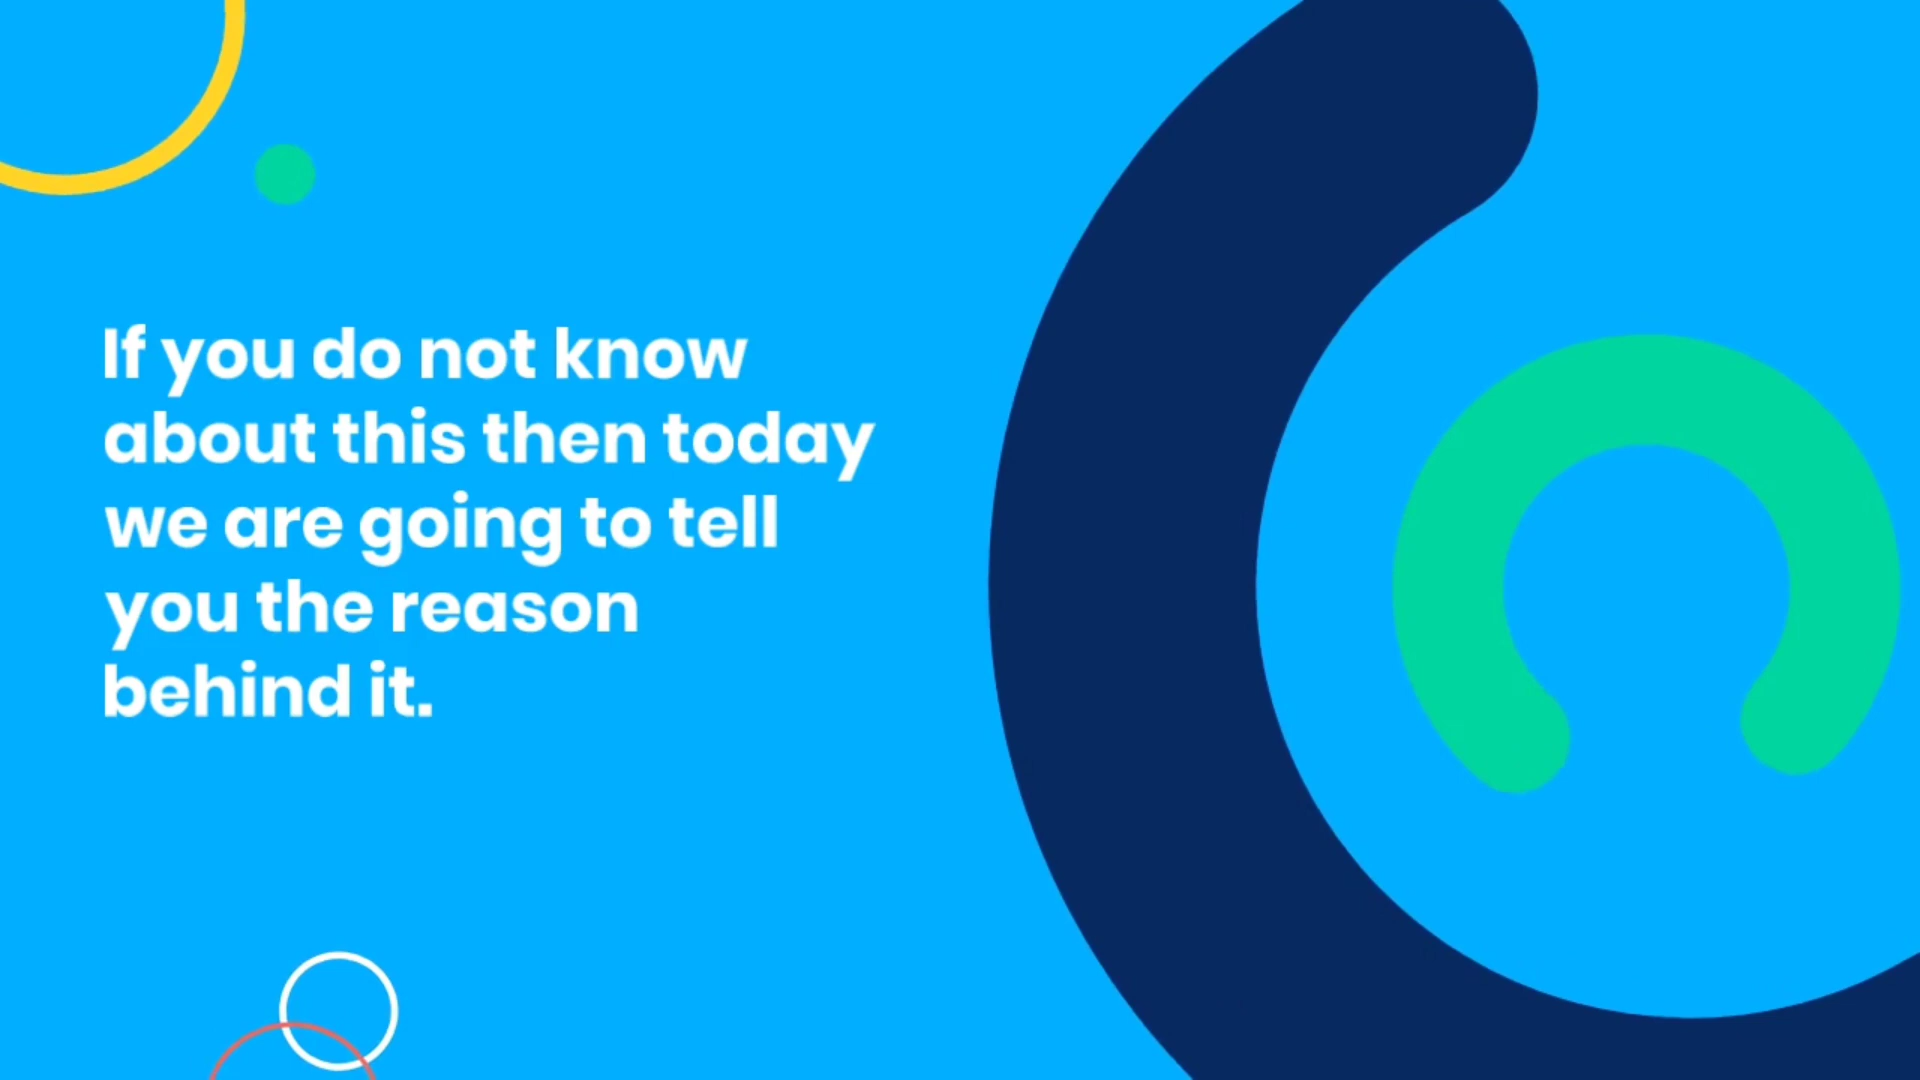 If you do not know
about this then today
we are going to tell
you the reason
behind it.